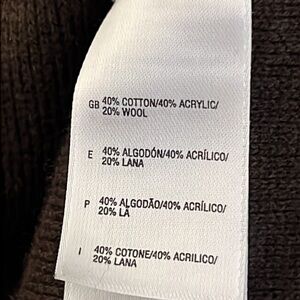 GB 40% COTTON/40% ACRYLIC/
20% WOOL
E 40% ALGODÓN/40% ACRÍLICO/
20% LANA
P 40% ALGODÃO/40% ACRÍLICO/
20% LÃ
I 40% COTONE/40% ACRILICO/
20% LANA